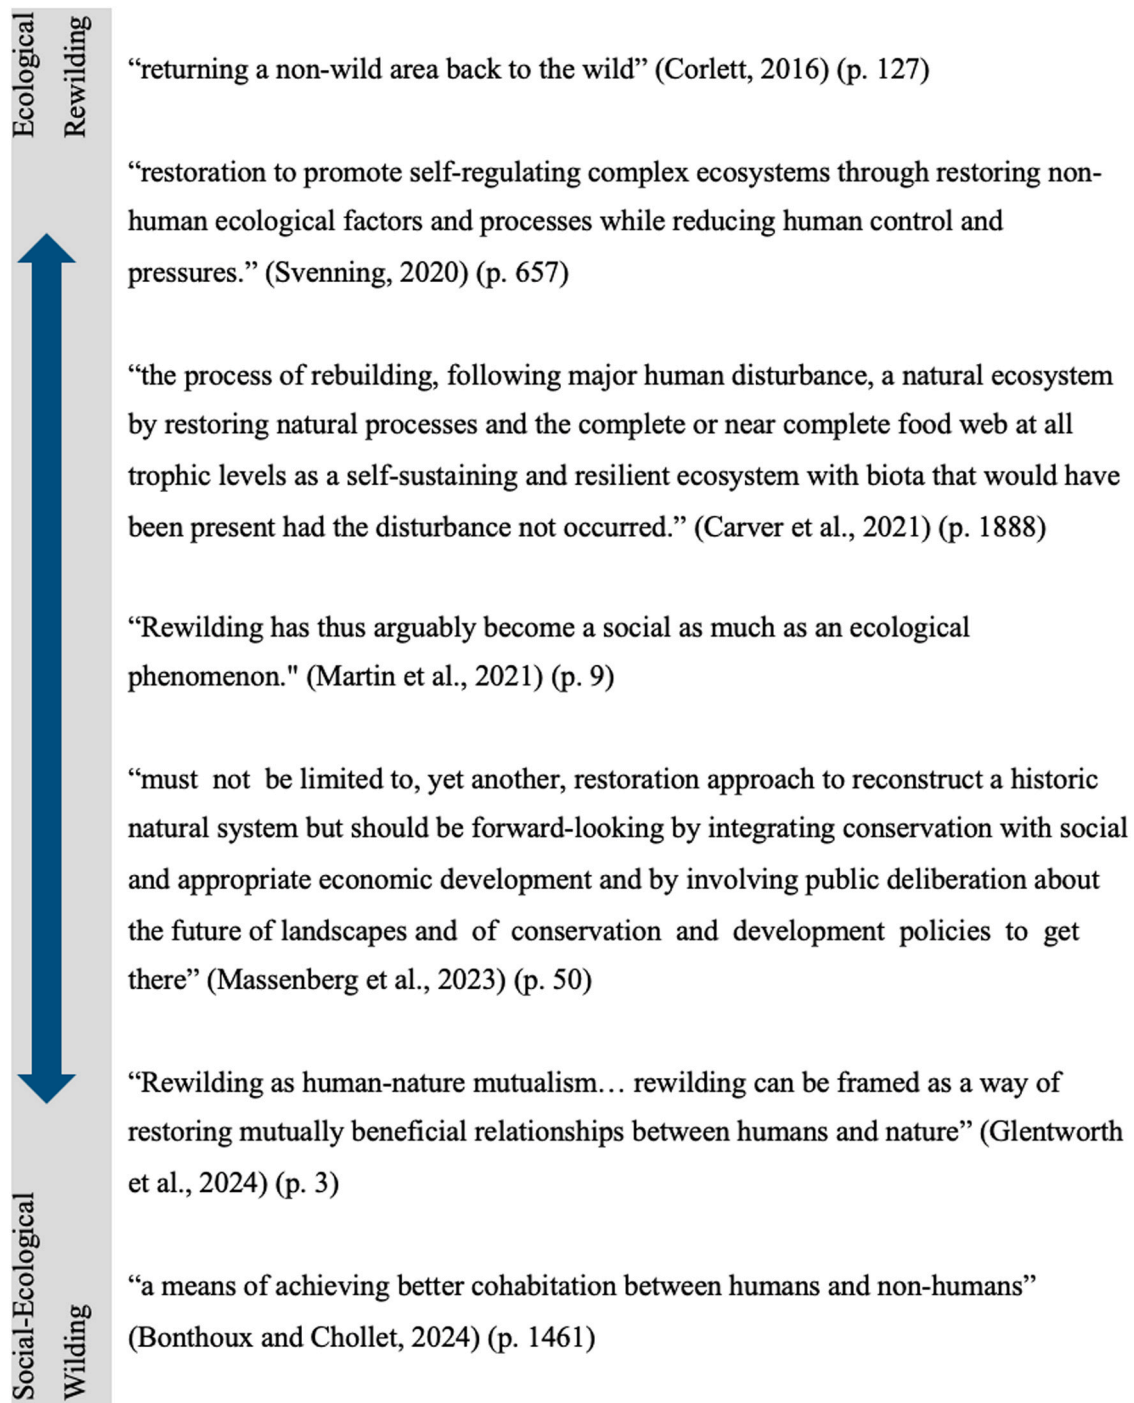 Ecological
Rewilding
“returning a non-wild area back to the wild” (Corlett, 2016) (p. 127)
“restoration to promote self-regulating complex ecosystems through restoring non-
human ecological factors and processes while reducing human control and
pressures.” (Svenning, 2020) (p. 657)
“the process of rebuilding, following major human disturbance, a natural ecosystem
by restoring natural processes and the complete or near complete food web at all
trophic levels as a self-sustaining and resilient ecosystem with biota that would have
been present had the disturbance not occurred.” (Carver et al., 2021) (p. 1888)
“Rewilding has thus arguably become a social as much as an ecological
phenomenon." (Martin et al., 2021) (p. 9)
“must not be limited to, yet another, restoration approach to reconstruct a historic
natural system but should be forward-looking by integrating conservation with social
and appropriate economic development and by involving public deliberation about
the future of landscapes and of conservation and development policies to get
there” (Massenberg et al., 2023) (p. 50)
“Rewilding as human-nature mutualism… rewilding can be framed as a way of
restoring mutually beneficial relationships between humans and nature” (Glentworth
et al., 2024) (p. 3)
“a means of achieving better cohabitation between humans and non-humans”
(Bonthoux and Chollet, 2024) (p. 1461)
Social-Ecological
Wilding